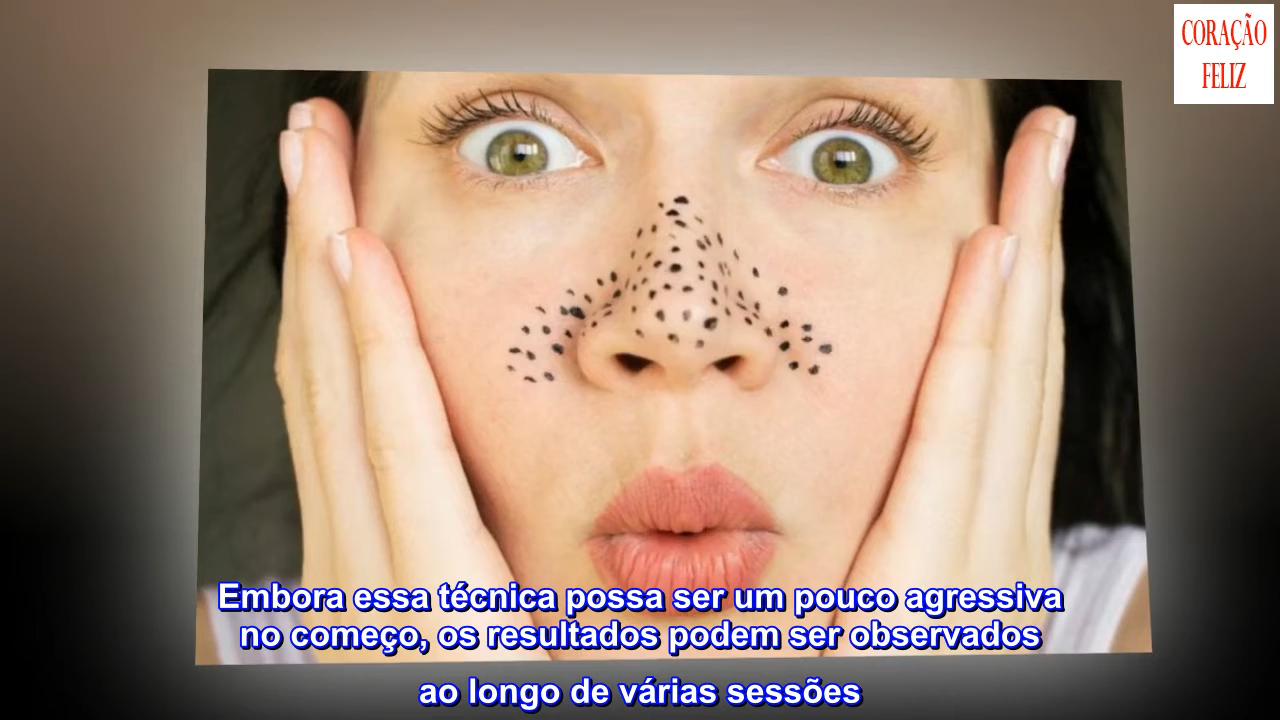 CORAÇÃO
FELIZ
Embora essa técnica possa ser um pouco agressiva
no começo, os resultados podem ser observados
ao longo de várias sessões